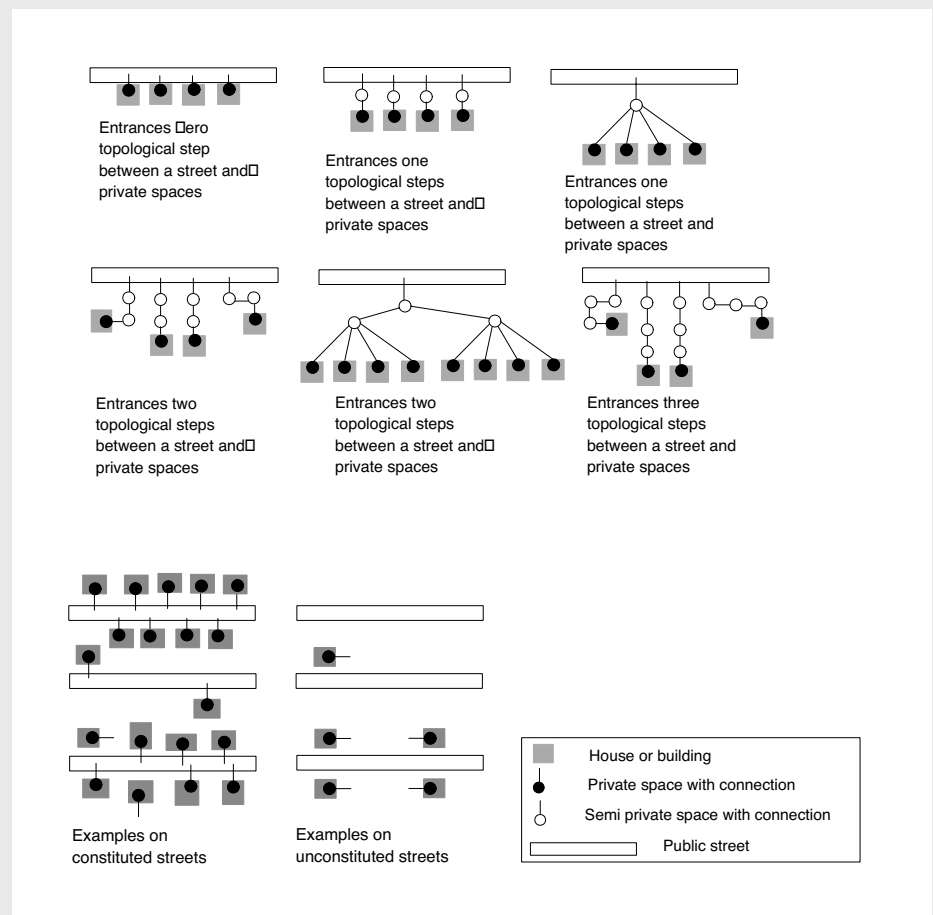 Entrances □ero
topological step
between a street and□
private spaces
Entrances one
topological steps
between a street and□
private spaces
Entrances one
topological steps
between a street and
private spaces
Entrances two
topological steps
between a street and□
private spaces
Entrances two
topological steps
between a street and□
private spaces
Entrances three
topological steps
between a street and
private spaces
Examples on
constituted streets
Examples on
unconstituted streets
House or building
Private space with connection
Semi private space with connection
Public street